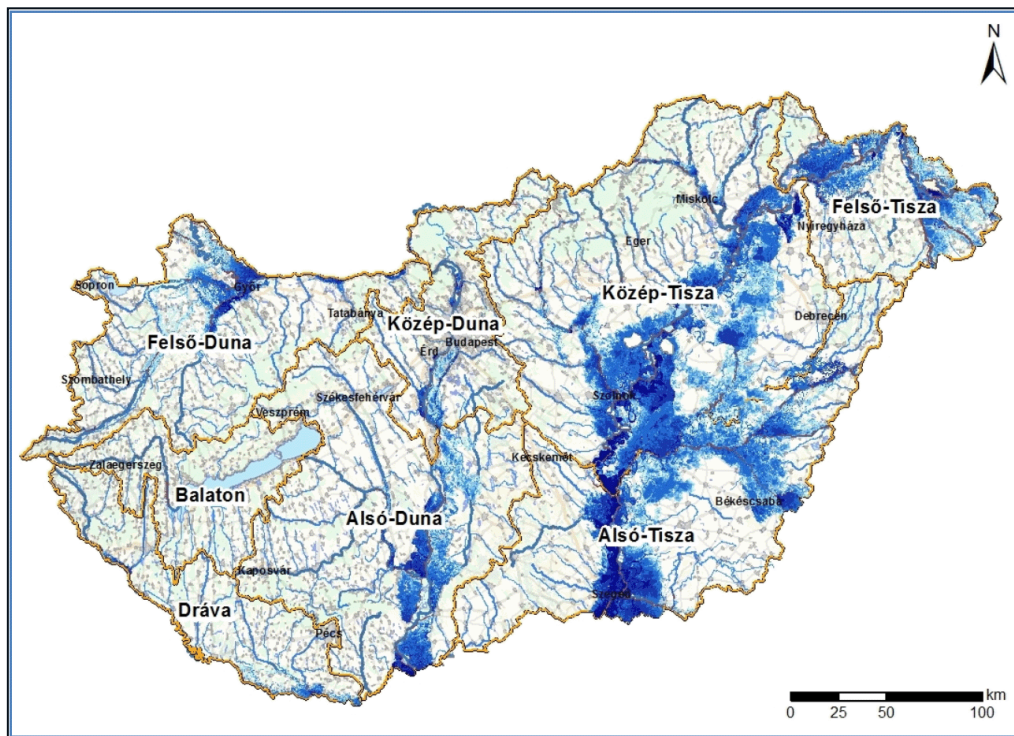 N
Miskolc
Felső-Tisza
Nyíregyháza
Eger
Sopron
Győr
Közép-Tisza
Tatabánya
Közép-Duna
Debrecen
Felső-Duna
Budapest
Érd
Szombathely
Székesfehérvár
Szolnok
Veszprém
Kecskemét
Zalaegerszeg
Balaton
Békéscsaba
Alsó-Duna
Alsó-Tisza
Kaposvár
Szeged
Dráva
Pécs
km
0 25 50 100